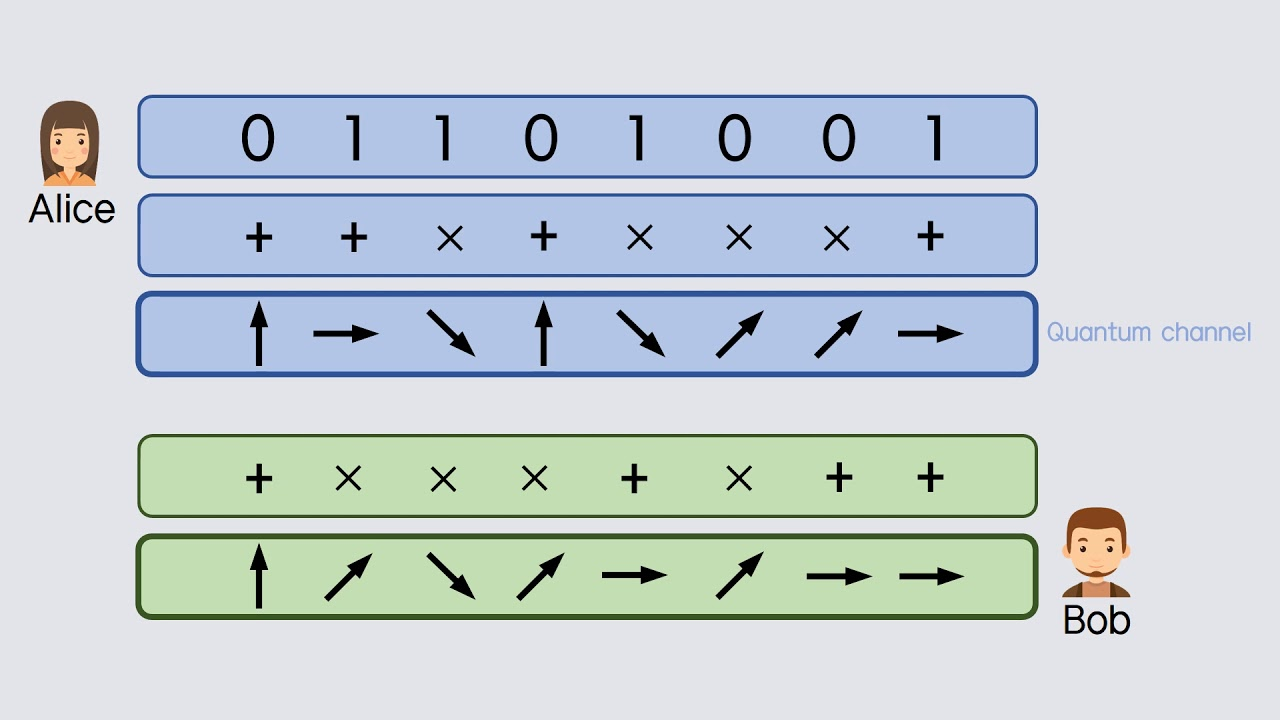 0 1 1 0 1 0 0 1
Alice
+ + × + × × × +
↑ → ↘ ↑ ↘ ↗ ↗ →
Quantum channel
+ × × × + × + +
↑ ↗ ↘ ↗ → ↗ → →
Bob